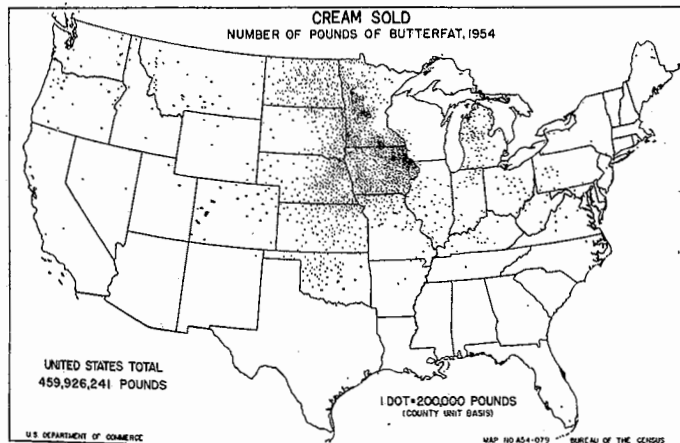 CREAM SOLD
NUMBER OF POUNDS OF BUTTERFAT, 1954
UNITED STATES TOTAL
459,926,241 POUNDS
1 DOT=200,000 POUNDS
(COUNTY UNIT BASIS)
U.S. DEPARTMENT OF COMMERCE
MAP NO A54-079 BUREAU OF THE CENSUS